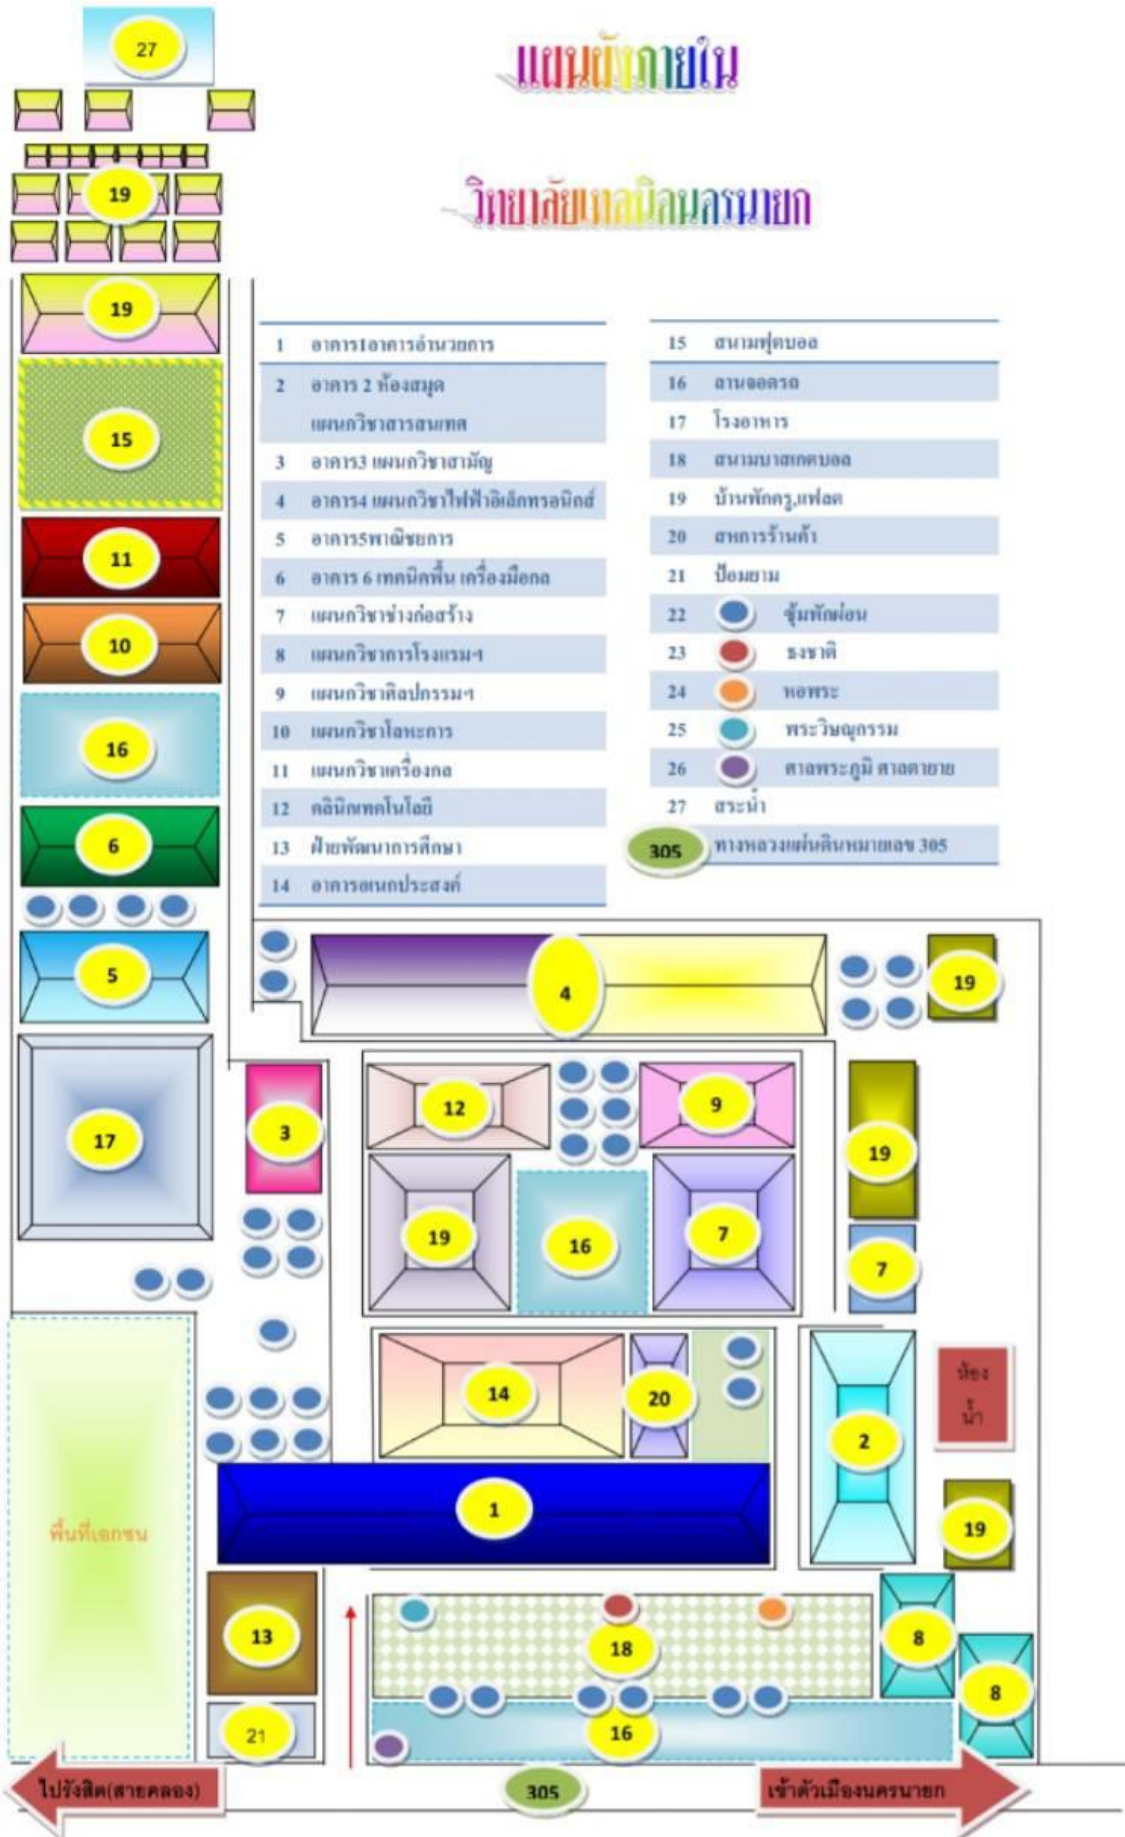 แผนผังภายใน
วิทยาลัยเทคนิคนครนายก
1 อาคาร1อาคารอำนวยการ
2 อาคาร 2 ห้องสมุด
แผนกวิชาสารสนเทศ
3 อาคาร3 แผนกวิชาสามัญ
4 อาคาร4 แผนกวิชาไฟฟ้าอิเล็กทรอนิกส์
5 อาคาร5พาณิชยการ
6 อาคาร 6 เทคนิคพื้น เครื่องมือกล
7 แผนกวิชาช่างก่อสร้าง
8 แผนกวิชาการโรงแรมฯ
9 แผนกวิชาศิลปกรรมฯ
10 แผนกวิชาโลหะการ
11 แผนกวิชาเครื่องกล
12 คลินิกเทคโนโลยี
13 ฝ่ายพัฒนาการศึกษา
14 อาคารอเนกประสงค์
15 สนามฟุตบอล
16 ลานจอดรถ
17 โรงอาหาร
18 สนามบาสเกตบอล
19 บ้านพักครู,แฟลต
20 สหการร้านค้า
21 ป้อมยาม
22 ซุ้มพักผ่อน
23 ธงชาติ
24 หอพระ
25 พระวิษณุกรรม
26 ศาลพระภูมิ ศาลตายาย
27 สระน้ำ
305 ทางหลวงแผ่นดินหมายเลข 305
27
19
19
15
11
10
16
6
5
4
19
17
3
12
9
19
19
16
7
7
14
20
2
ห้อง
น้ำ
1
19
พื้นที่เอกชน
13
18
8
8
21
16
ไปรังสิต(สายคลอง)
305
เข้าตัวเมืองนครนายก